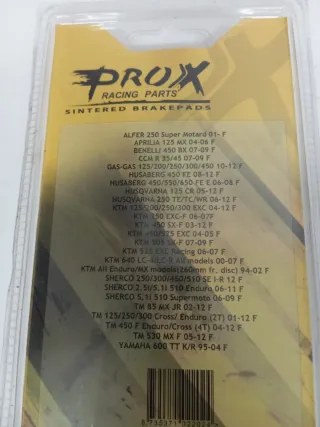 PROX
RACING PARTS
SINTERED BRAKEPADS
ALFER 250 Super Motard 01- F
APRILIA 125 MX 04-06 F
BENELLI 450 BX 07-09 F
CCM R 35/45 07-09 F
GAS-GAS 125/200/250/300/450 10-12 F
HUSABERG 450 FE 08-12 F
HUSABERG 450/550/650 FE E 06-08 F
HUSQVARNA 125 CR 05-12 F
HUSQVARNA 250 TE/TC/WR 06-12 F
KTM 125/200/250/300 EXC 04-12 F
KTM 250 EXC-F 06-07F
KTM 450 SX-F 03-12 F
KTM 450/525 EXC 04-05 F
KTM 505 SX-F 07-09 F
KTM 525 EXC Racing 06-07 F
KTM 640 LC-4/LC-R All models 00-07 F
KTM All Enduro/MX models(260mm fr. disc) 94-02 F
SHERCO 250/300/450/510 SE I-R 12 F
SHERCO 2.5i/5.1i 510 Enduro 06-11 F
SHERCO 5,1i 510 Supermoto 06-09 F
TM 85 MX JR 02-12 F
TM 125/250/300 Cross/ Enduro (2T) 01-12 F
TM 450 F Enduro/Cross (4T) 04-12 F
TM 530 MX F 05-12 F
YAMAHA 600 TT K/R 95-04 F